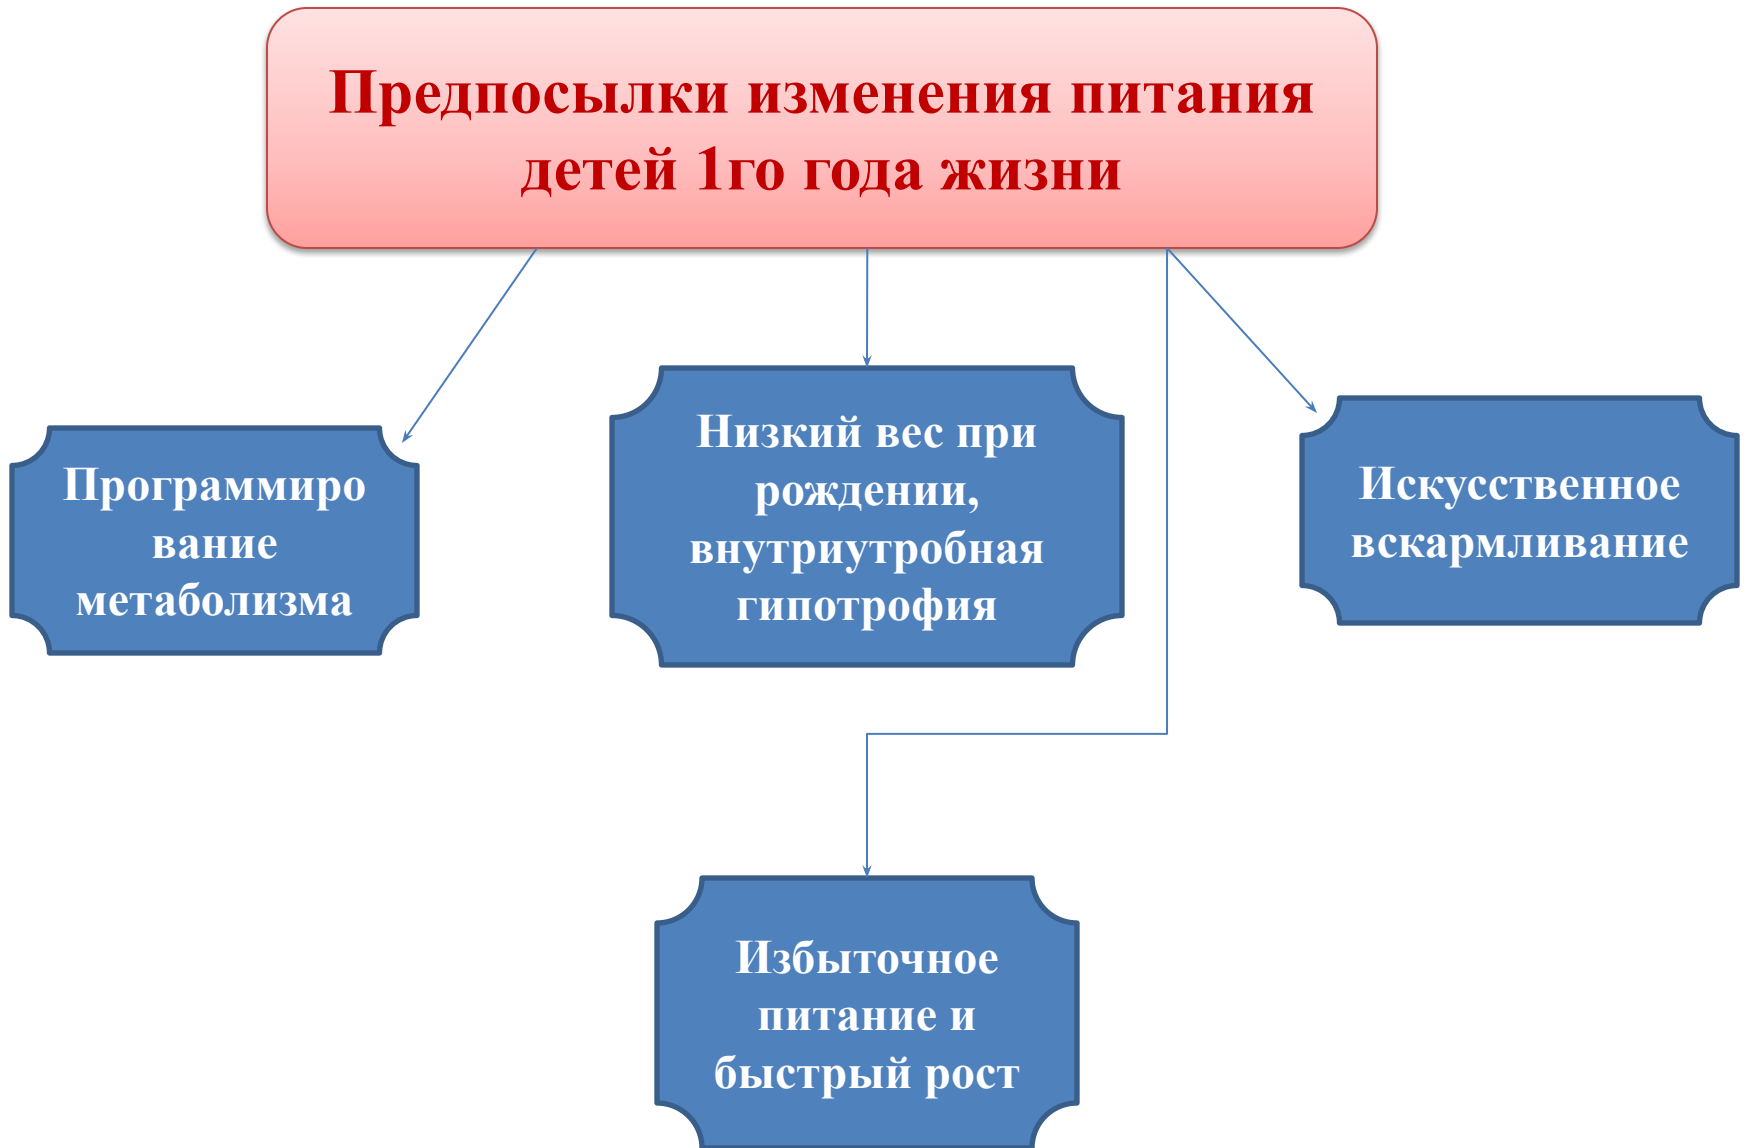 Предпосылки изменения питания
детей 1го года жизни
Программиро
вание
метаболизма
Низкий вес при
рождении,
внутриутробная
гипотрофия
Искусственное
вскармливание
Избыточное
питание и
быстрый рост